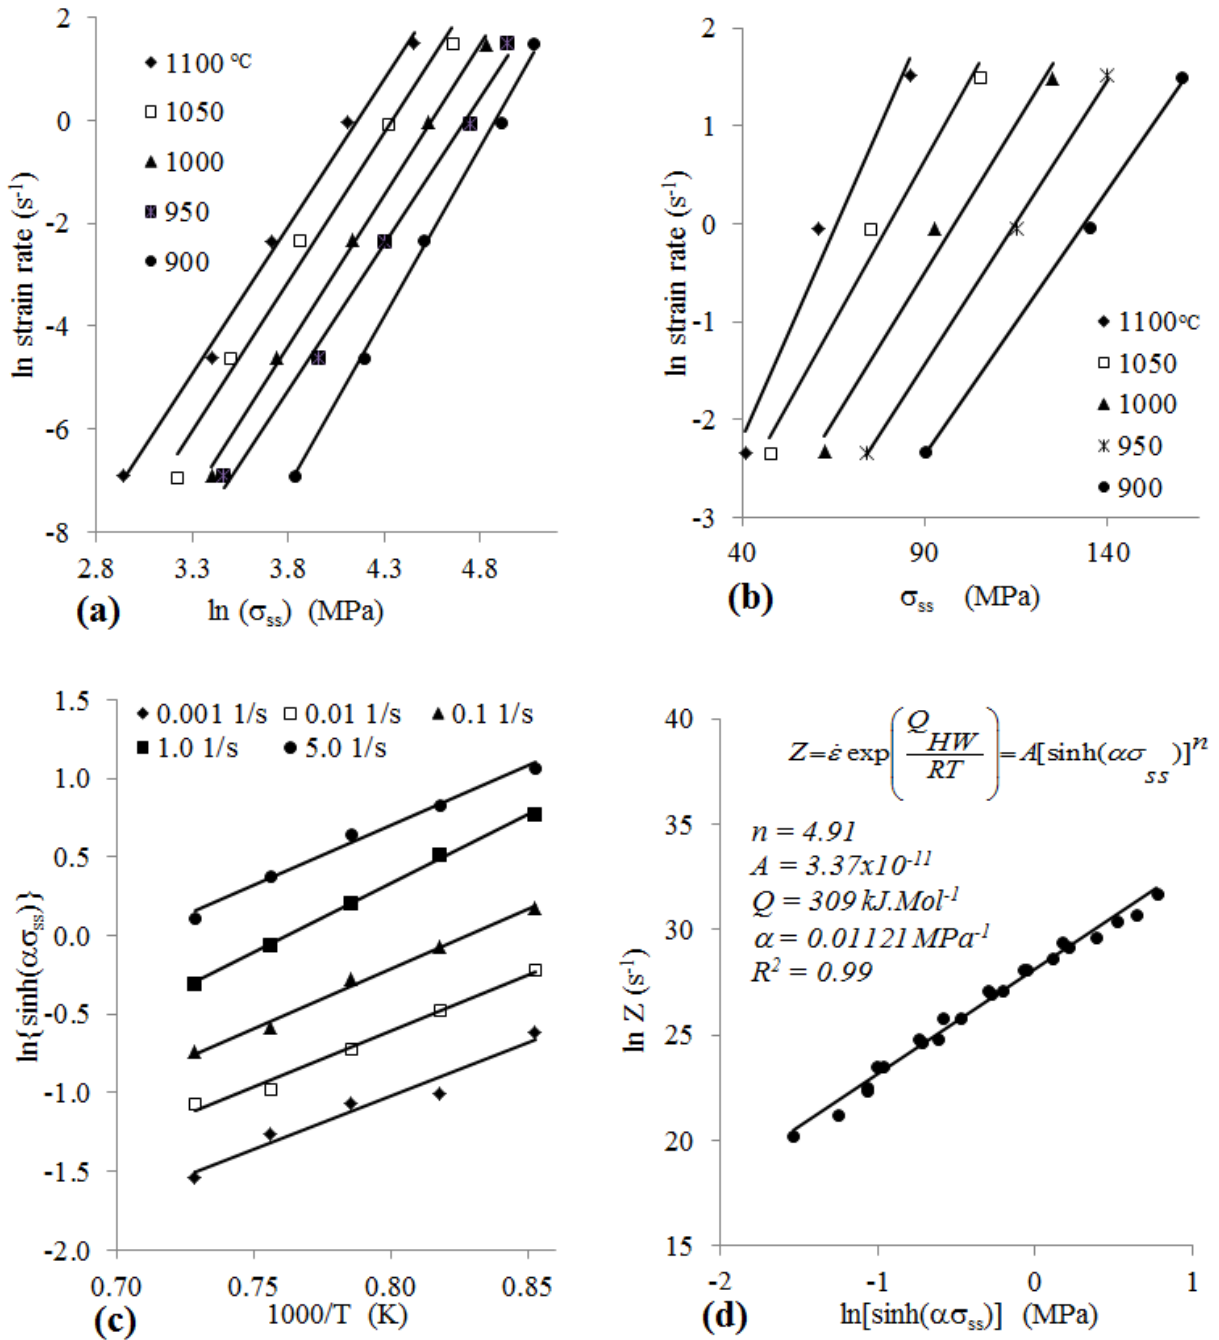 2
0
-2
-4
-6
-8
ln strain rate (s⁻¹)
1100 ºC
1050
1000
950
900
2.8 3.3 3.8 4.3 4.8
(a) ln (σss) (MPa)
2
1
0
-1
-2
-3
ln strain rate (s⁻¹)
1100ºC
1050
1000
950
900
40 90 140
(b) σss (MPa)
1.5
1.0
0.5
0.0
-0.5
-1.0
-1.5
-2.0
ln{sinh(ασss)}
0.001 1/s 0.01 1/s 0.1 1/s
1.0 1/s 5.0 1/s
0.70 0.75 0.80 0.85
(c) 1000/T (K)
40
35
30
25
20
15
ln Z (s⁻¹)
Z=ε̇ exp(Q_HW/RT)=A[sinh(ασ_ss)]ⁿ
n = 4.91
A = 3.37x10⁻¹¹
Q = 309 kJ.Mol⁻¹
α = 0.01121 MPa⁻¹
R² = 0.99
-2 -1 0 1
(d) ln[sinh(ασss)] (MPa)